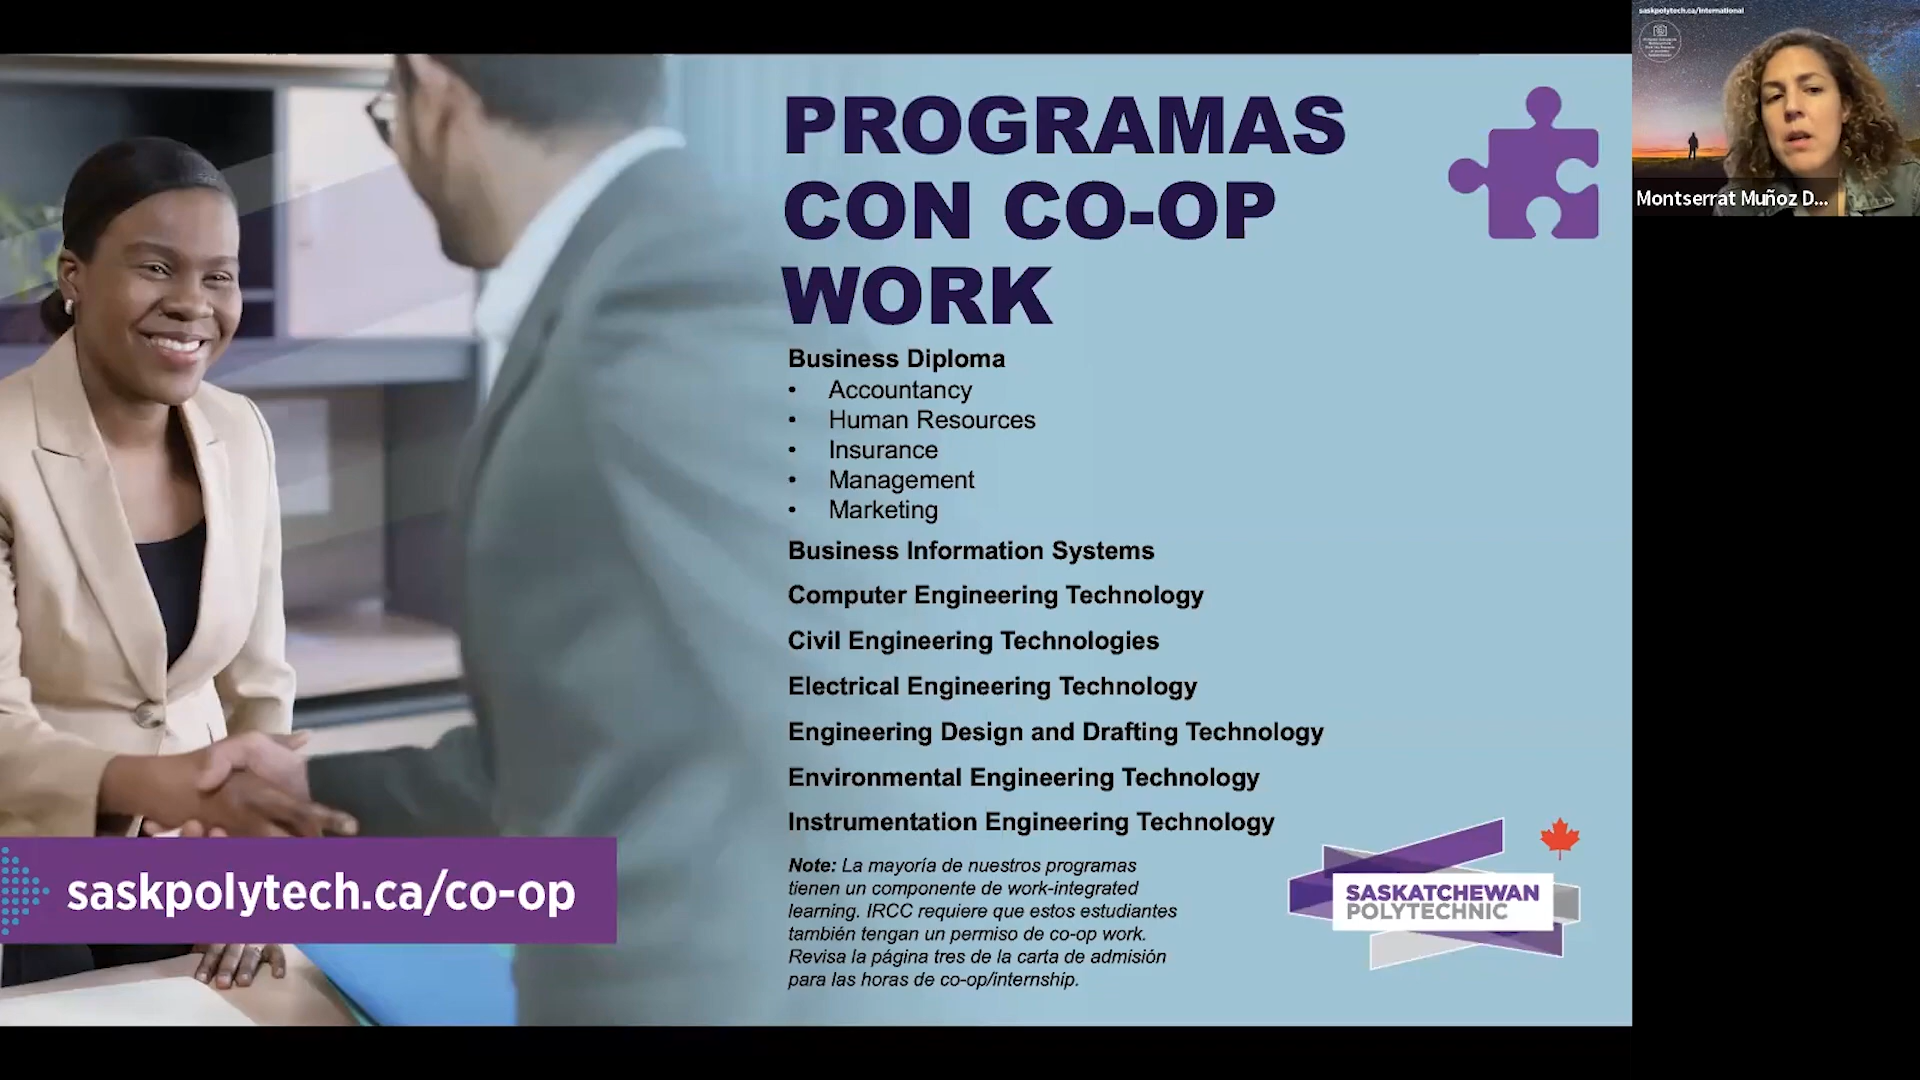 PROGRAMAS
CON CO-OP
WORK
Business Diploma
• Accountancy
• Human Resources
• Insurance
• Management
• Marketing
Business Information Systems
Computer Engineering Technology
Civil Engineering Technologies
Electrical Engineering Technology
Engineering Design and Drafting Technology
Environmental Engineering Technology
Instrumentation Engineering Technology
Note: La mayoría de nuestros programas
tienen un componente de work-integrated
learning. IRCC requiere que estos estudiantes
también tengan un permiso de co-op work.
Revisa la página tres de la carta de admisión
para las horas de co-op/internship.
saskpolytech.ca/co-op
SASKATCHEWAN
POLYTECHNIC
saskpolytech.ca/international
Montserrat Muñoz D...